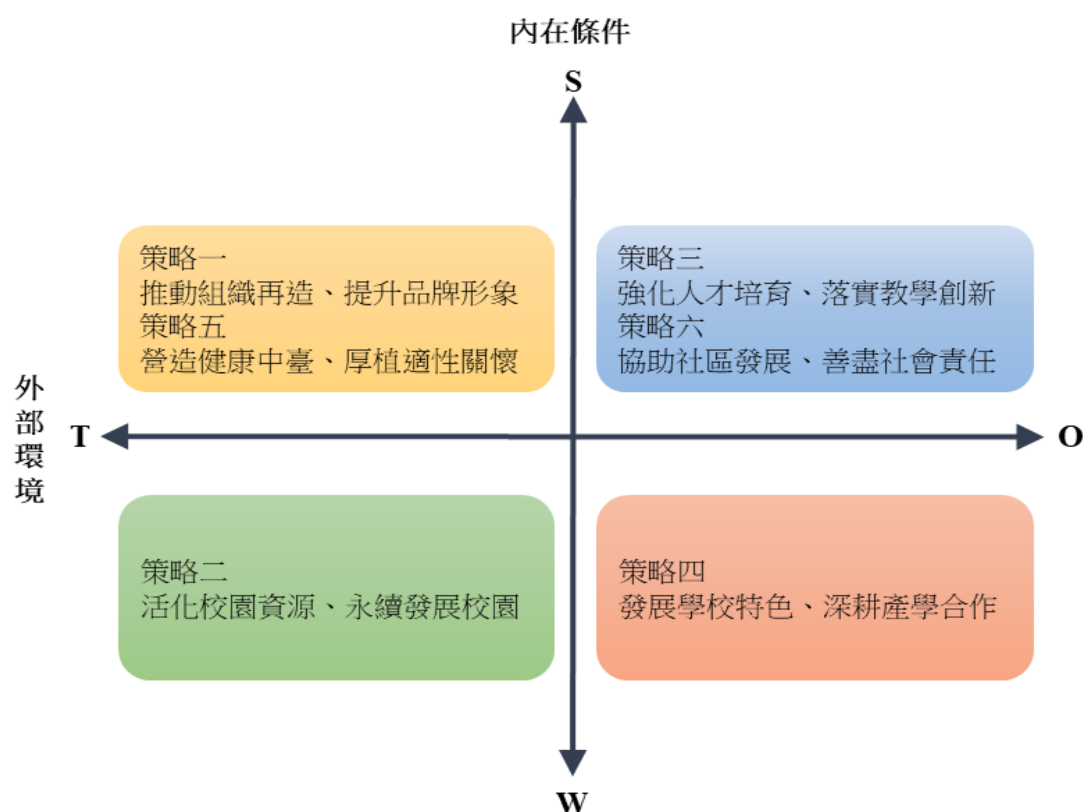 內在條件
S
策略一
推動組織再造、提升品牌形象
策略五
營造健康中臺、厚植適性關懷
策略三
強化人才培育、落實教學創新
策略六
協助社區發展、善盡社會責任
外部環境
T
O
策略二
活化校園資源、永續發展校園
策略四
發展學校特色、深耕產學合作
W